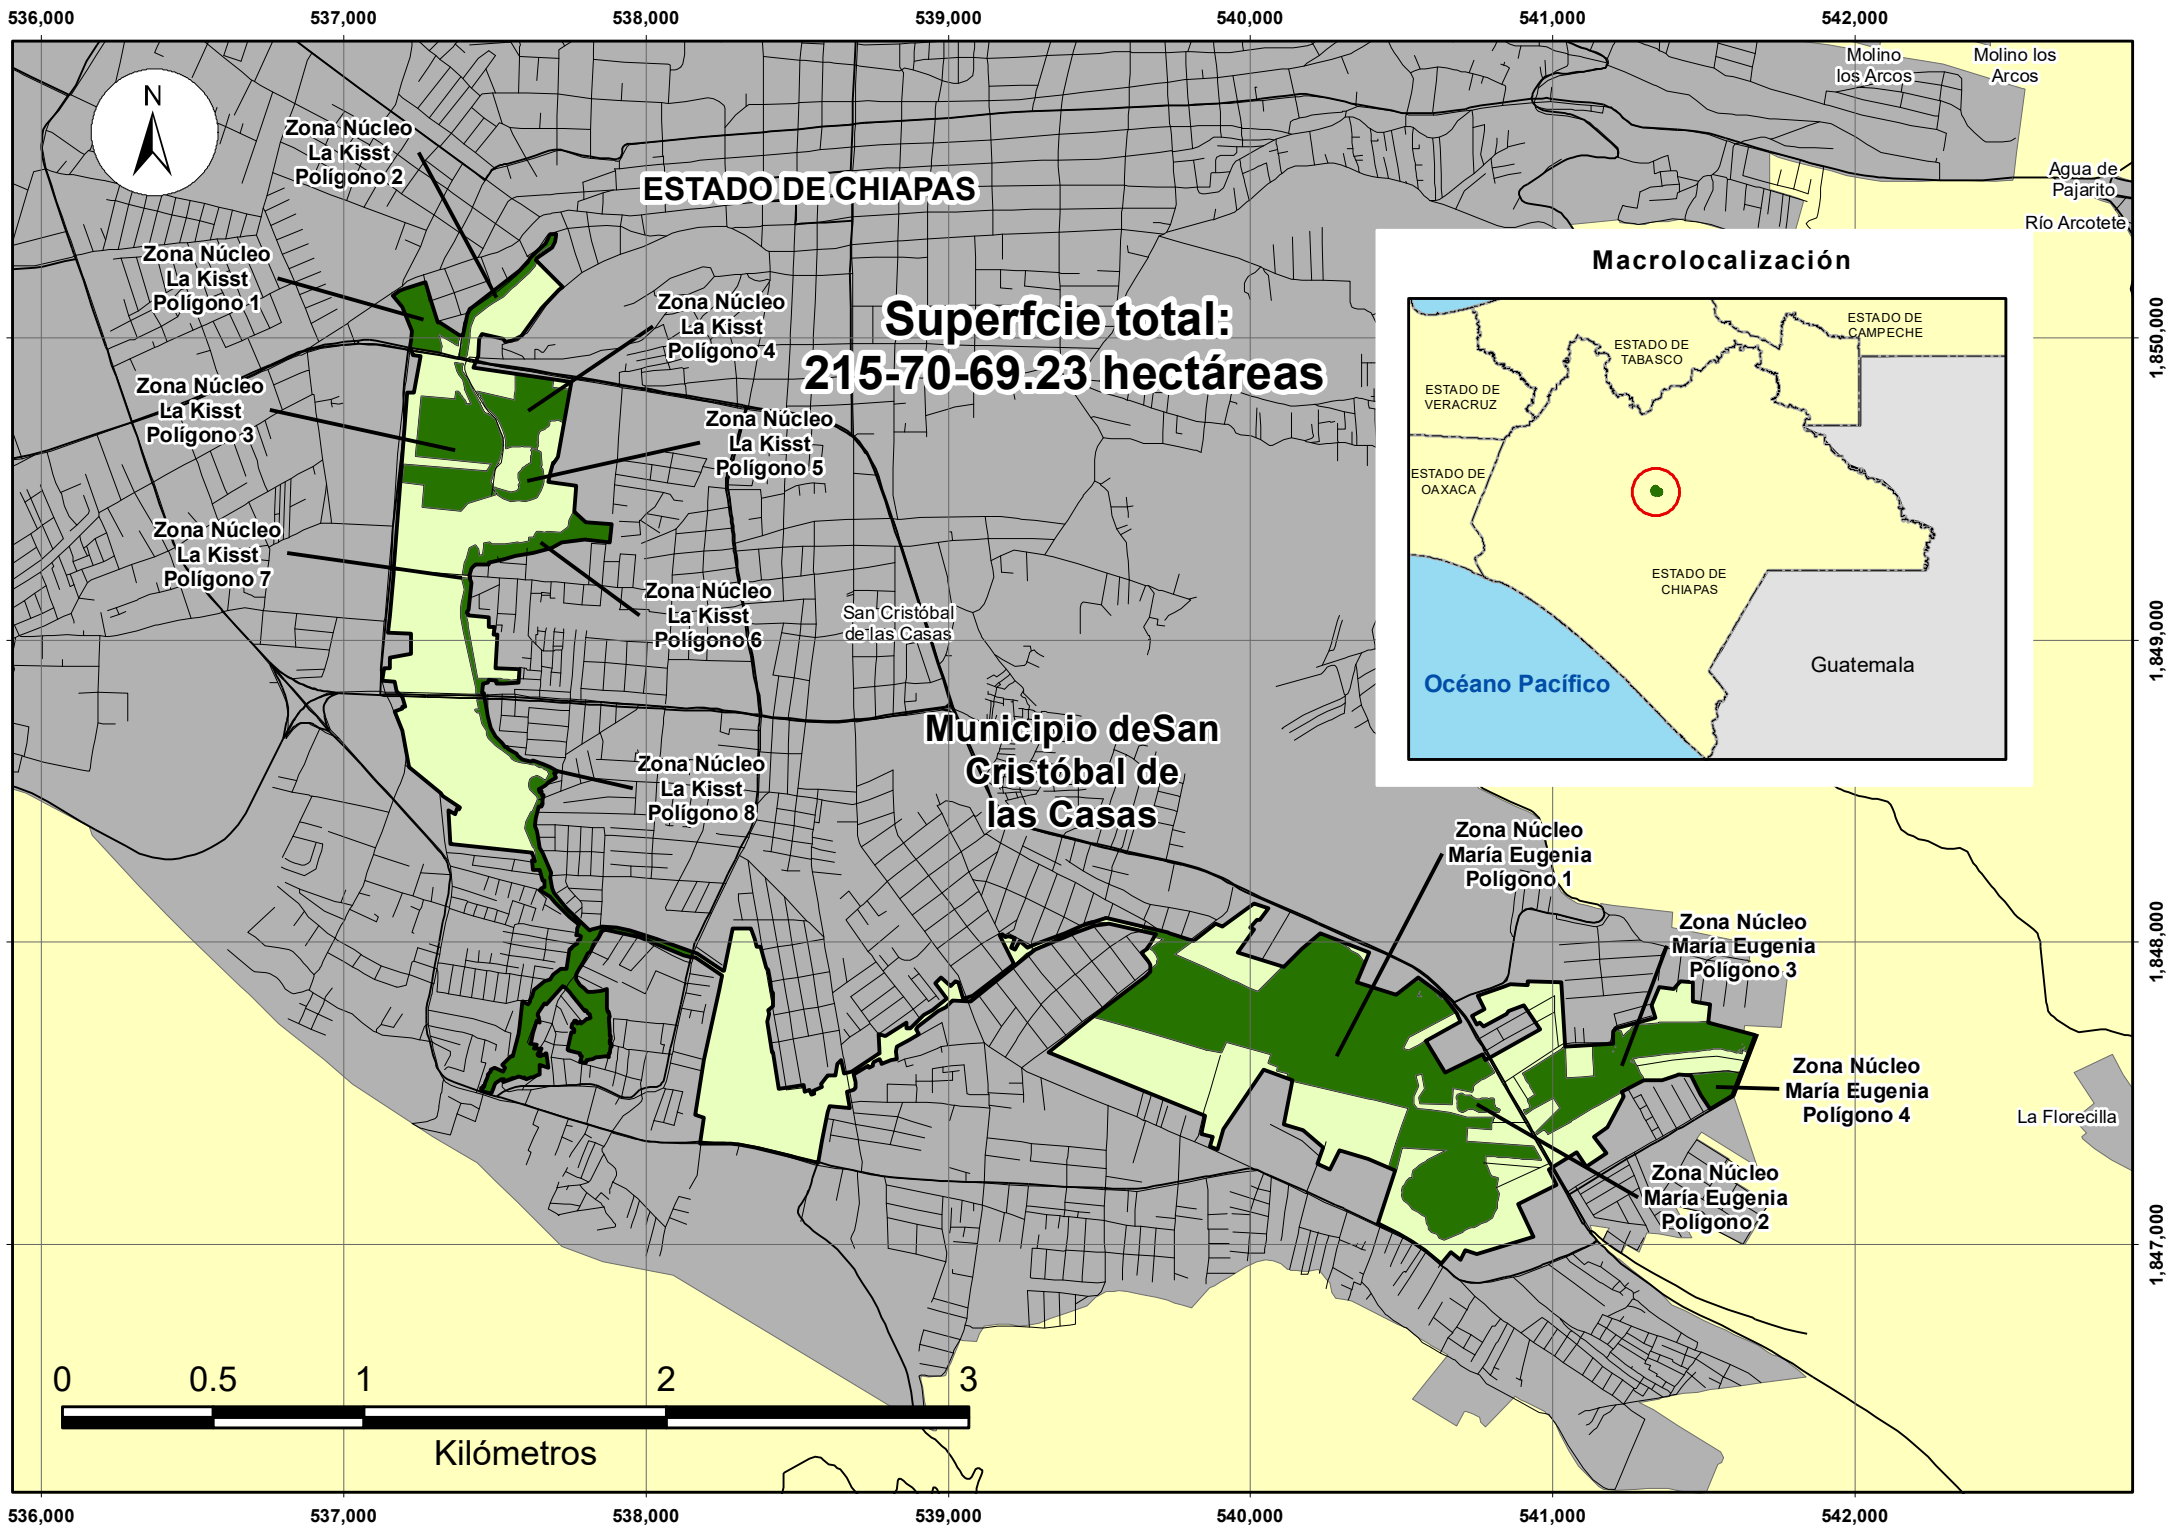 536,000
537,000
538,000
539,000
540,000
541,000
542,000
N
Molino
los Arcos
Molino los
Arcos
Agua de
Pajarito
Río Arcotete
ESTADO DE CHIAPAS
Zona Núcleo
La Kisst
Polígono 2
Zona Núcleo
La Kisst
Polígono 1
Zona Núcleo
La Kisst
Polígono 4
Superfcie total:
215-70-69.23 hectáreas
Zona Núcleo
La Kisst
Polígono 3
Zona Núcleo
La Kisst
Polígono 5
Zona Núcleo
La Kisst
Polígono 7
Zona Núcleo
La Kisst
Polígono 6
San Cristóbal
de las Casas
Municipio deSan
Cristóbal de
las Casas
Zona Núcleo
La Kisst
Polígono 8
Macrolocalización
ESTADO DE
CAMPECHE
ESTADO DE
TABASCO
ESTADO DE
VERACRUZ
ESTADO DE
OAXACA
ESTADO DE
CHIAPAS
Guatemala
Océano Pacífico
Zona Núcleo
María Eugenia
Polígono 1
Zona Núcleo
María Eugenia
Polígono 3
Zona Núcleo
María Eugenia
Polígono 4
La Florecilla
Zona Núcleo
María Eugenia
Polígono 2
1,850,000
1,849,000
1,848,000
1,847,000
0
0.5
1
2
3
Kilómetros
536,000
537,000
538,000
539,000
540,000
541,000
542,000